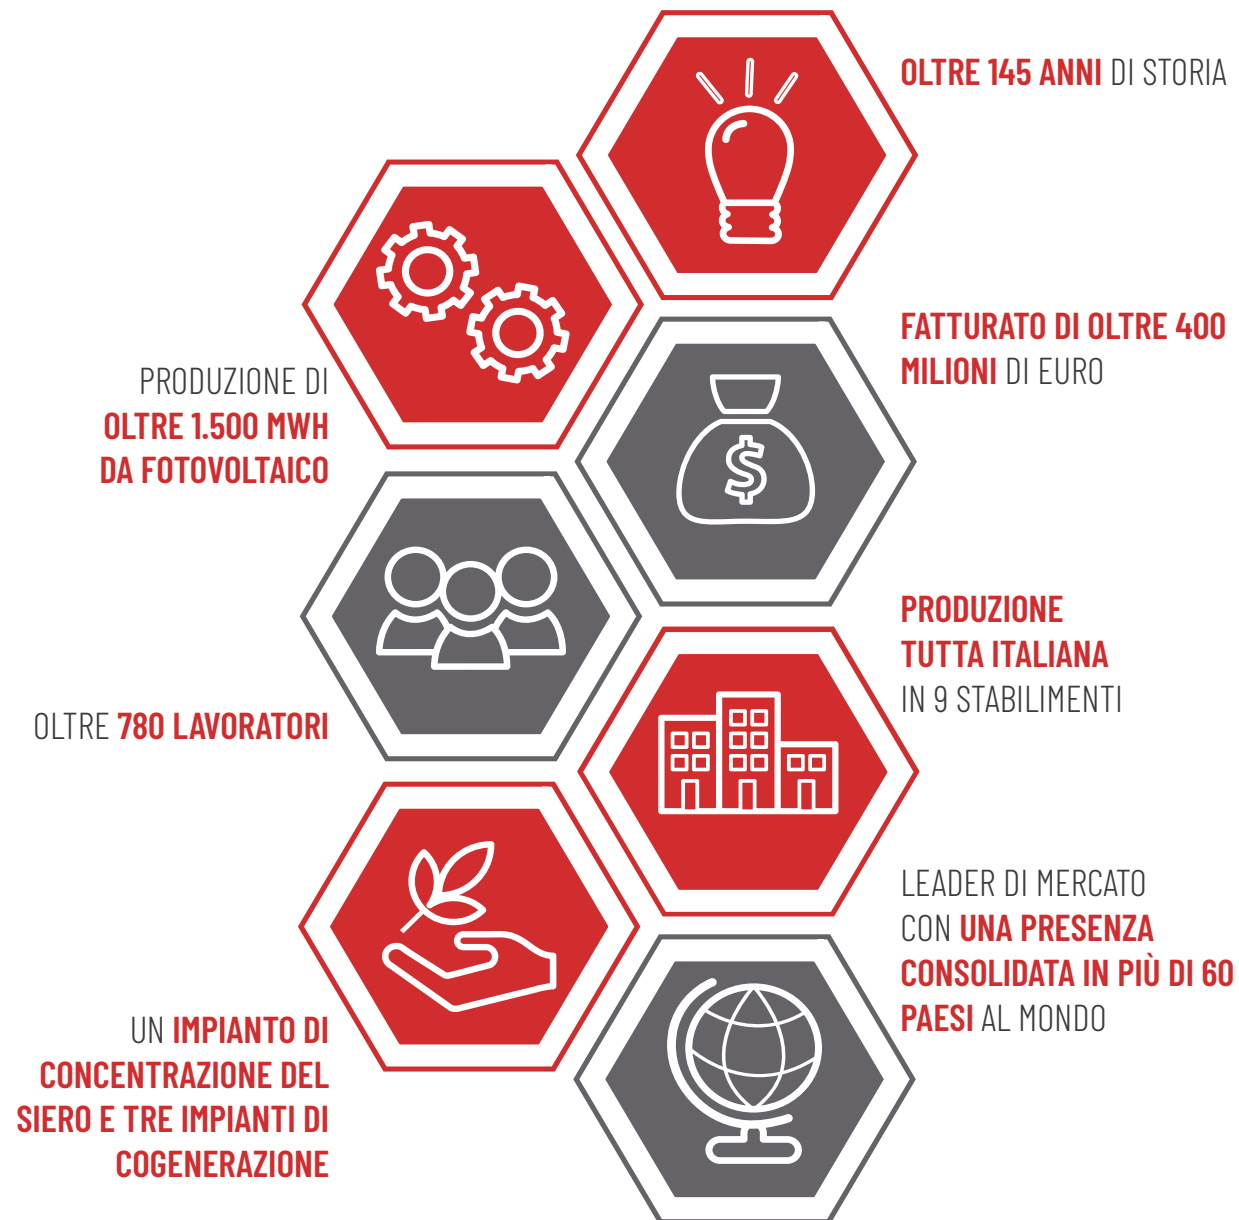 OLTRE 145 ANNI DI STORIA
FATTURATO DI OLTRE 400
MILIONI DI EURO
PRODUZIONE DI
OLTRE 1.500 MWH
DA FOTOVOLTAICO
$
PRODUZIONE
TUTTA ITALIANA
IN 9 STABILIMENTI
OLTRE 780 LAVORATORI
LEADER DI MERCATO
CON UNA PRESENZA
CONSOLIDATA IN PIÙ DI 60
PAESI AL MONDO
UN IMPIANTO DI
CONCENTRAZIONE DEL
SIERO E TRE IMPIANTI DI
COGENERAZIONE